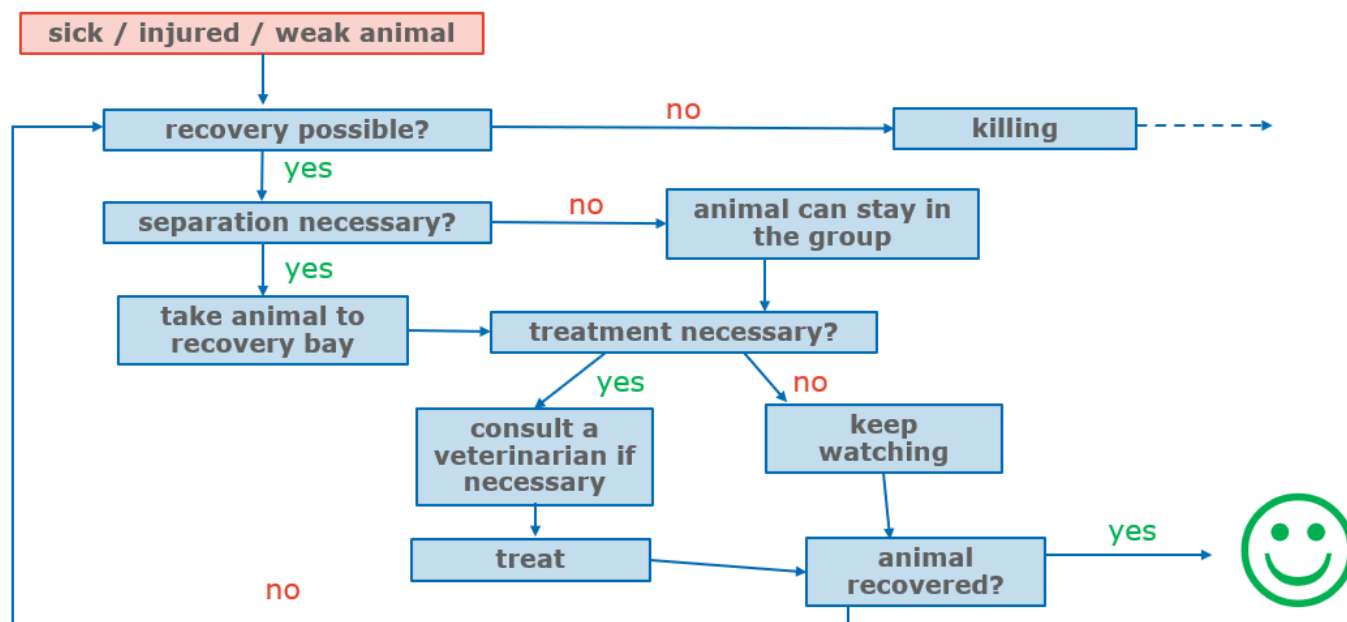 sick / injured / weak animal
recovery possible?
no
killing
yes
separation necessary?
no
animal can stay in
the group
yes
take animal to
recovery bay
treatment necessary?
yes
no
consult a
veterinarian if
necessary
keep
watching
treat
animal
recovered?
yes
no